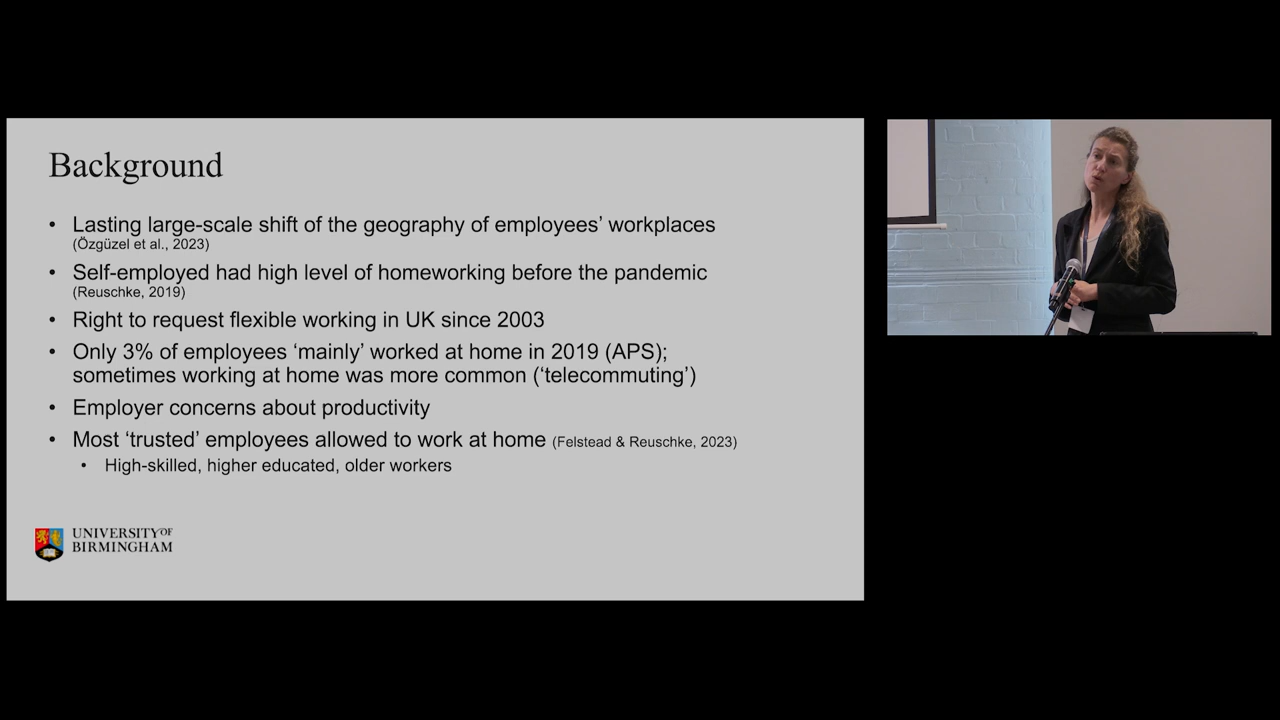 Background
• Lasting large-scale shift of the geography of employees’ workplaces
(Özgüzel et al., 2023)
• Self-employed had high level of homeworking before the pandemic
(Reuschke, 2019)
• Right to request flexible working in UK since 2003
• Only 3% of employees ‘mainly’ worked at home in 2019 (APS);
sometimes working at home was more common (‘telecommuting’)
• Employer concerns about productivity
• Most ‘trusted’ employees allowed to work at home (Felstead & Reuschke, 2023)
• High-skilled, higher educated, older workers
UNIVERSITY OF
BIRMINGHAM